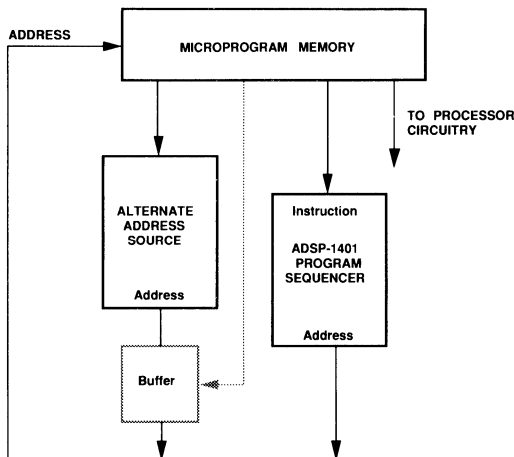 ADDRESS
MICROPROGRAM MEMORY
TO PROCESSOR
CIRCUITRY
ALTERNATE
ADDRESS
SOURCE
Address
Instruction
ADSP-1401
PROGRAM
SEQUENCER
Address
Buffer